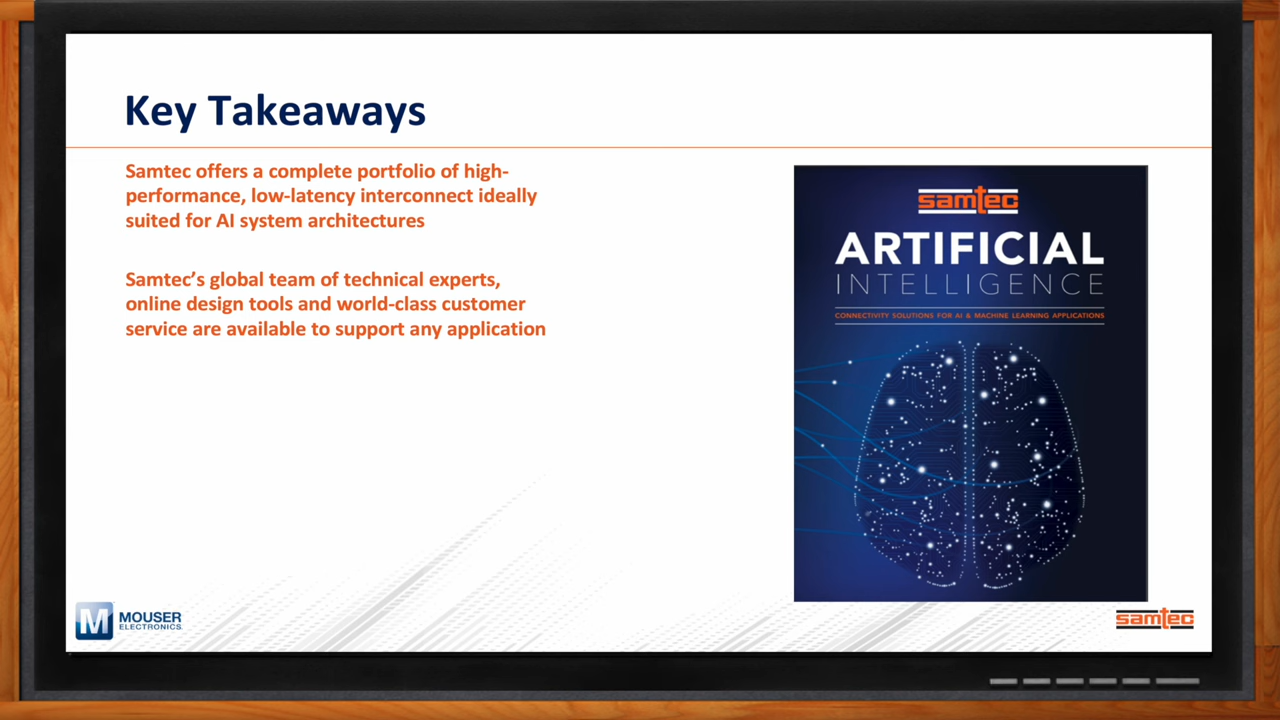 Key Takeaways
Samtec offers a complete portfolio of high-
performance, low-latency interconnect ideally
suited for AI system architectures
Samtec’s global team of technical experts,
online design tools and world-class customer
service are available to support any application
samtec
ARTIFICIAL
INTELLIGENCE
CONNECTIVITY SOLUTIONS FOR AI & MACHINE LEARNING APPLICATIONS
M MOUSER
ELECTRONICS
samtec